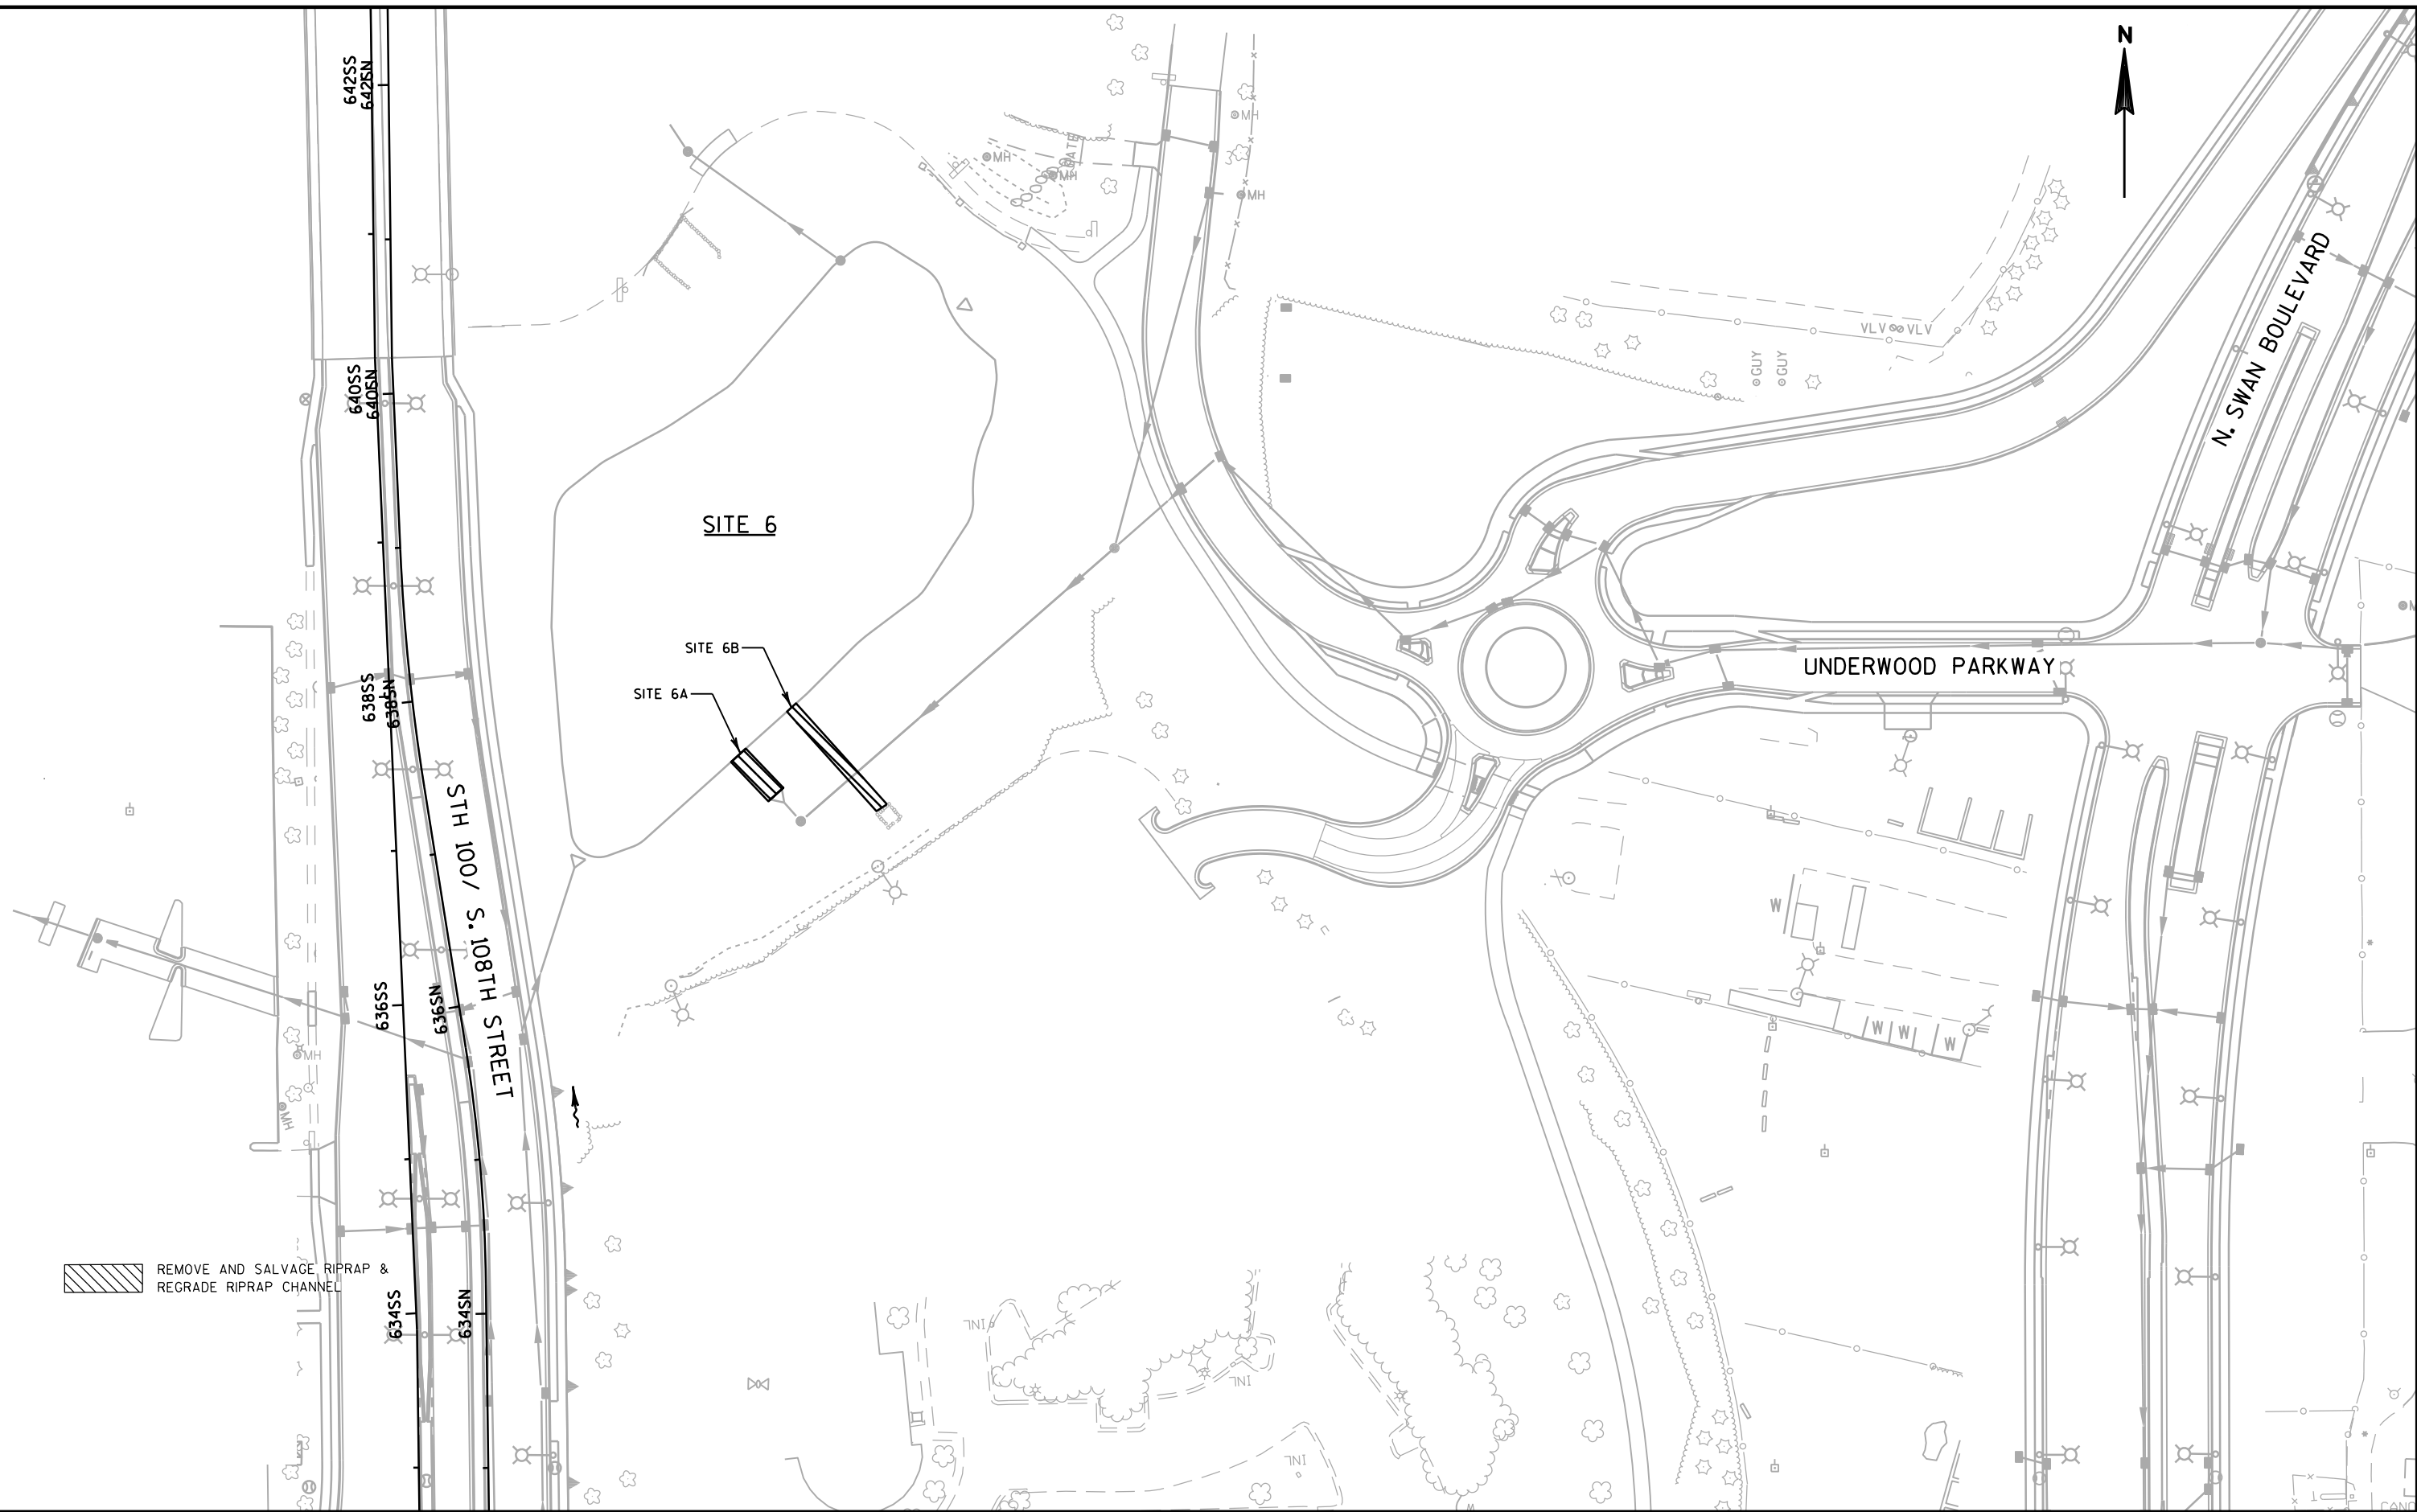 N
642SS
642SN
MH
MH
GATE
MH
MH
N. SWAN BOULEVARD
VLV VLV
GUY
GUY
640SS
640SN
SITE 6
SITE 6B
SITE 6A
UNDERWOOD PARKWAY
638SS
638SN
STH 100/ S. 108TH STREET
W
636SS
636SN
W
W
W
MH
MH
REMOVE AND SALVAGE RIPRAP &
REGRADE RIPRAP CHANNEL
634SS
634SN
INL
INL
INL